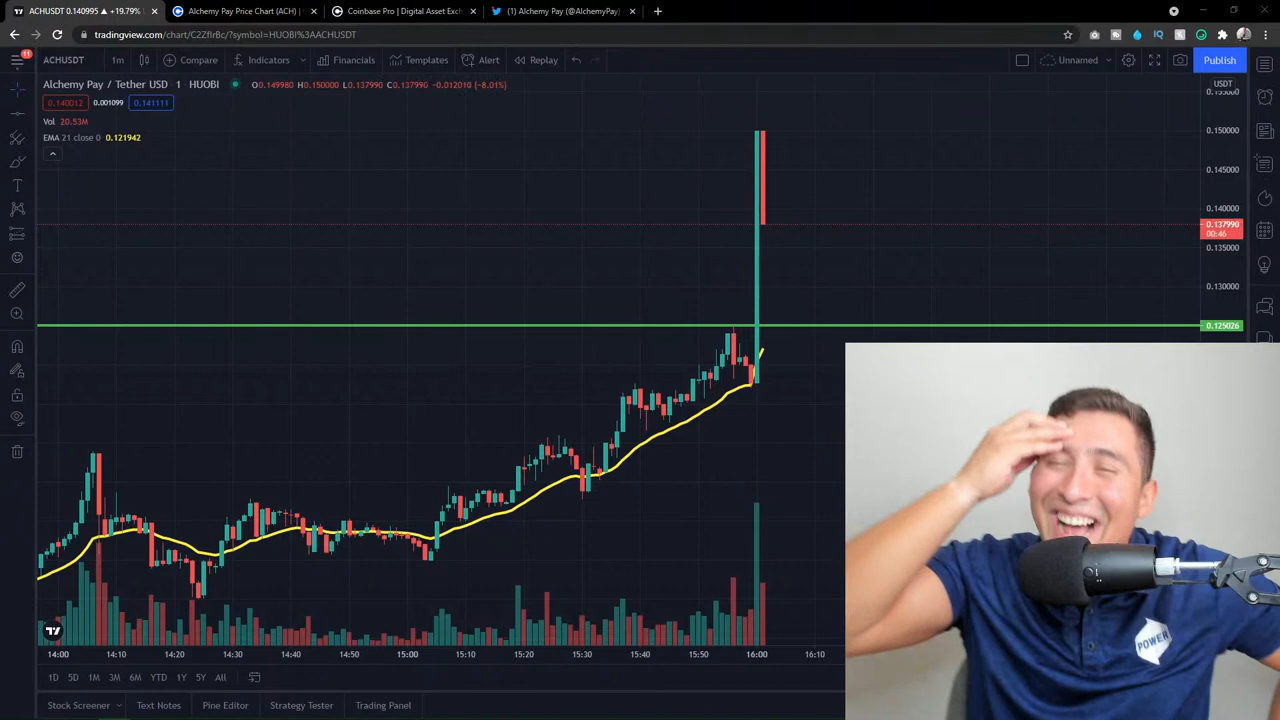 ACHUSDT 0.140995 ▲ +19.79%
Alchemy Pay Price Chart (ACH) |
Coinbase Pro | Digital Asset Exch
(1) Alchemy Pay (@AlchemyPay)
tradingview.com/chart/C2ZfIrBc/?symbol=HUOBI%3AACHUSDT
11
ACHUSDT 1m Compare Indicators Financials Templates Alert Replay Unnamed Publish
Alchemy Pay / Tether USD · 1 · HUOBI O0.149980 H0.150000 L0.137990 C0.137990 -0.012010 (-8.01%)
0.140012 0.001099 0.141111
Vol 20.53M
EMA 21 close 0 0.121942
USDT
0.155000
0.150000
0.145000
0.140000
0.137990
00:46
0.135000
0.130000
0.125026
POWER
14:00 14:10 14:20 14:30 14:40 14:50 15:00 15:10 15:20 15:30 15:40 15:50 16:00 16:10
1D 5D 1M 3M 6M YTD 1Y 5Y All
Stock Screener Text Notes Pine Editor Strategy Tester Trading Panel